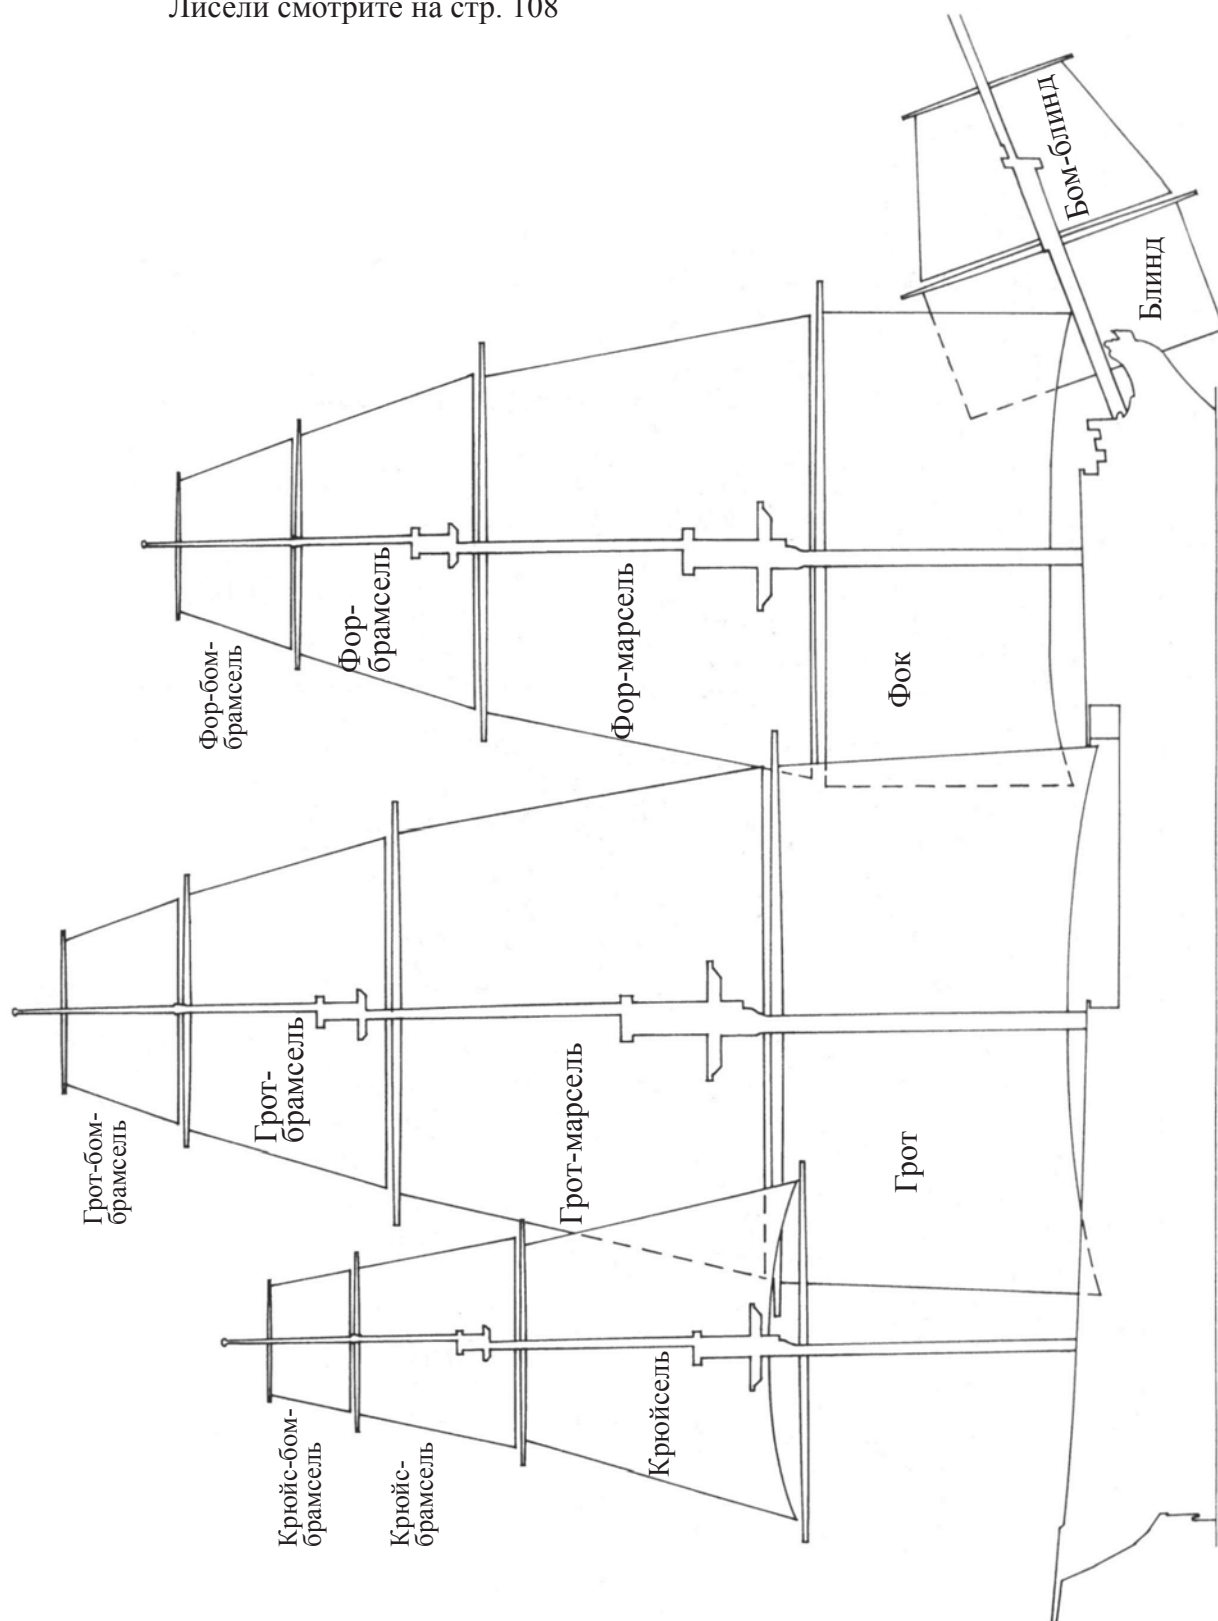 Лисели смотрите на стр. 108
Бом-блинд
Блинд
Фор-бом-
брамсель
Фор-
брамсель
Фор-марсель
Фок
Грот-бом-
брамсель
Грот-
брамсель
Грот-марсель
Грот
Крюйс-бом-
брамсель
Крюйс-
брамсель
Крюйсель